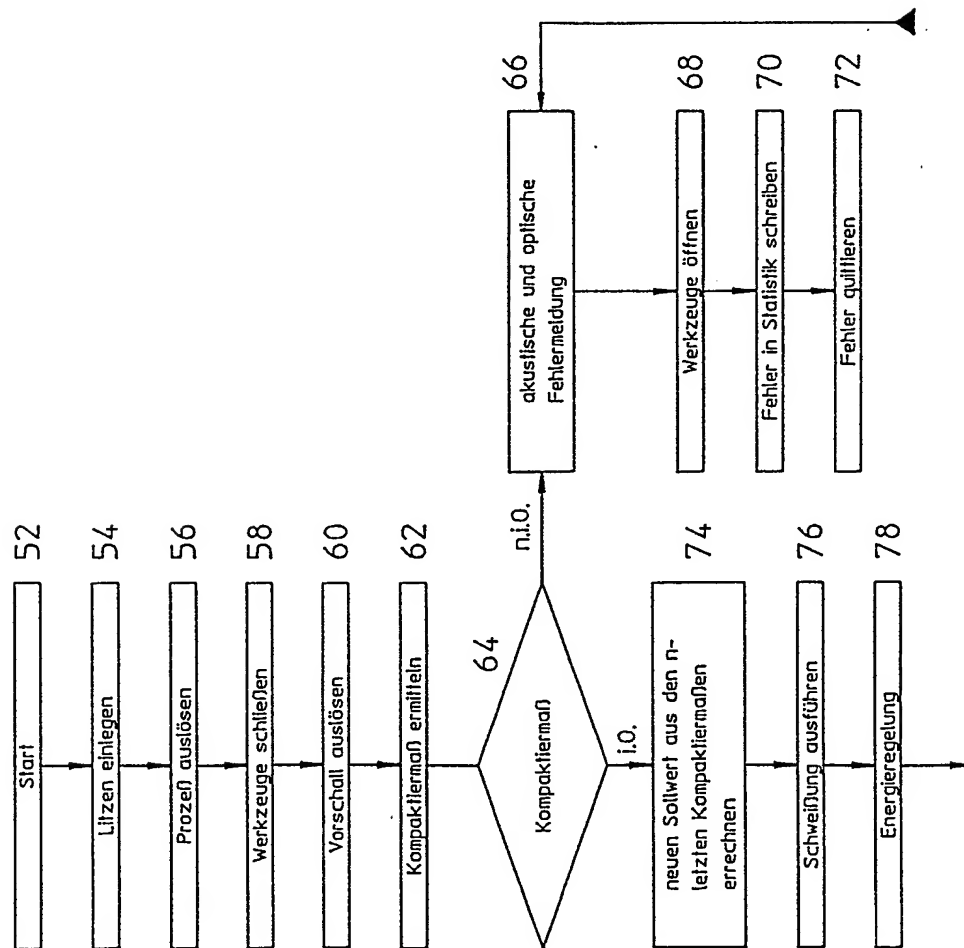 Start
52
Litzen einlegen
54
Prozeß auslösen
56
Werkzeuge schließen
58
Vorschall auslösen
60
Kompaktiermaß ermitteln
62
Kompaktiermaß
64
n.i.O.
i.O.
akustische und optische
Fehlermeldung
66
Werkzeuge öffnen
68
Fehler in Statistik schreiben
70
Fehler quittieren
72
neuen Sollwert aus den n-
letzten Kompaktiermaßen
errechnen
74
Schweißung ausführen
76
Energieregelung
78